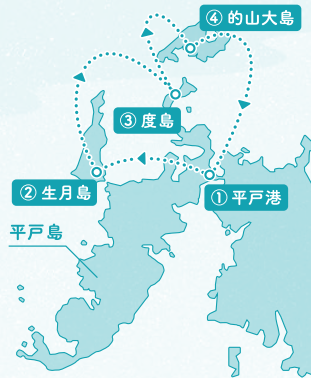 ④ 的山大島
③ 度島
② 生月島
① 平戸港
平戸島